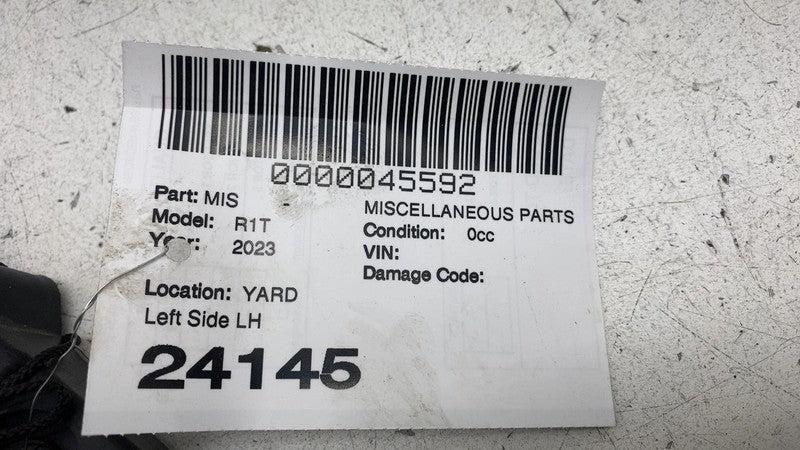 0000045592
Part: MIS
MISCELLANEOUS PARTS
Model: R1T
Condition: 0cc
Year: 2023
VIN:
Damage Code:
Location: YARD
Left Side LH
24145